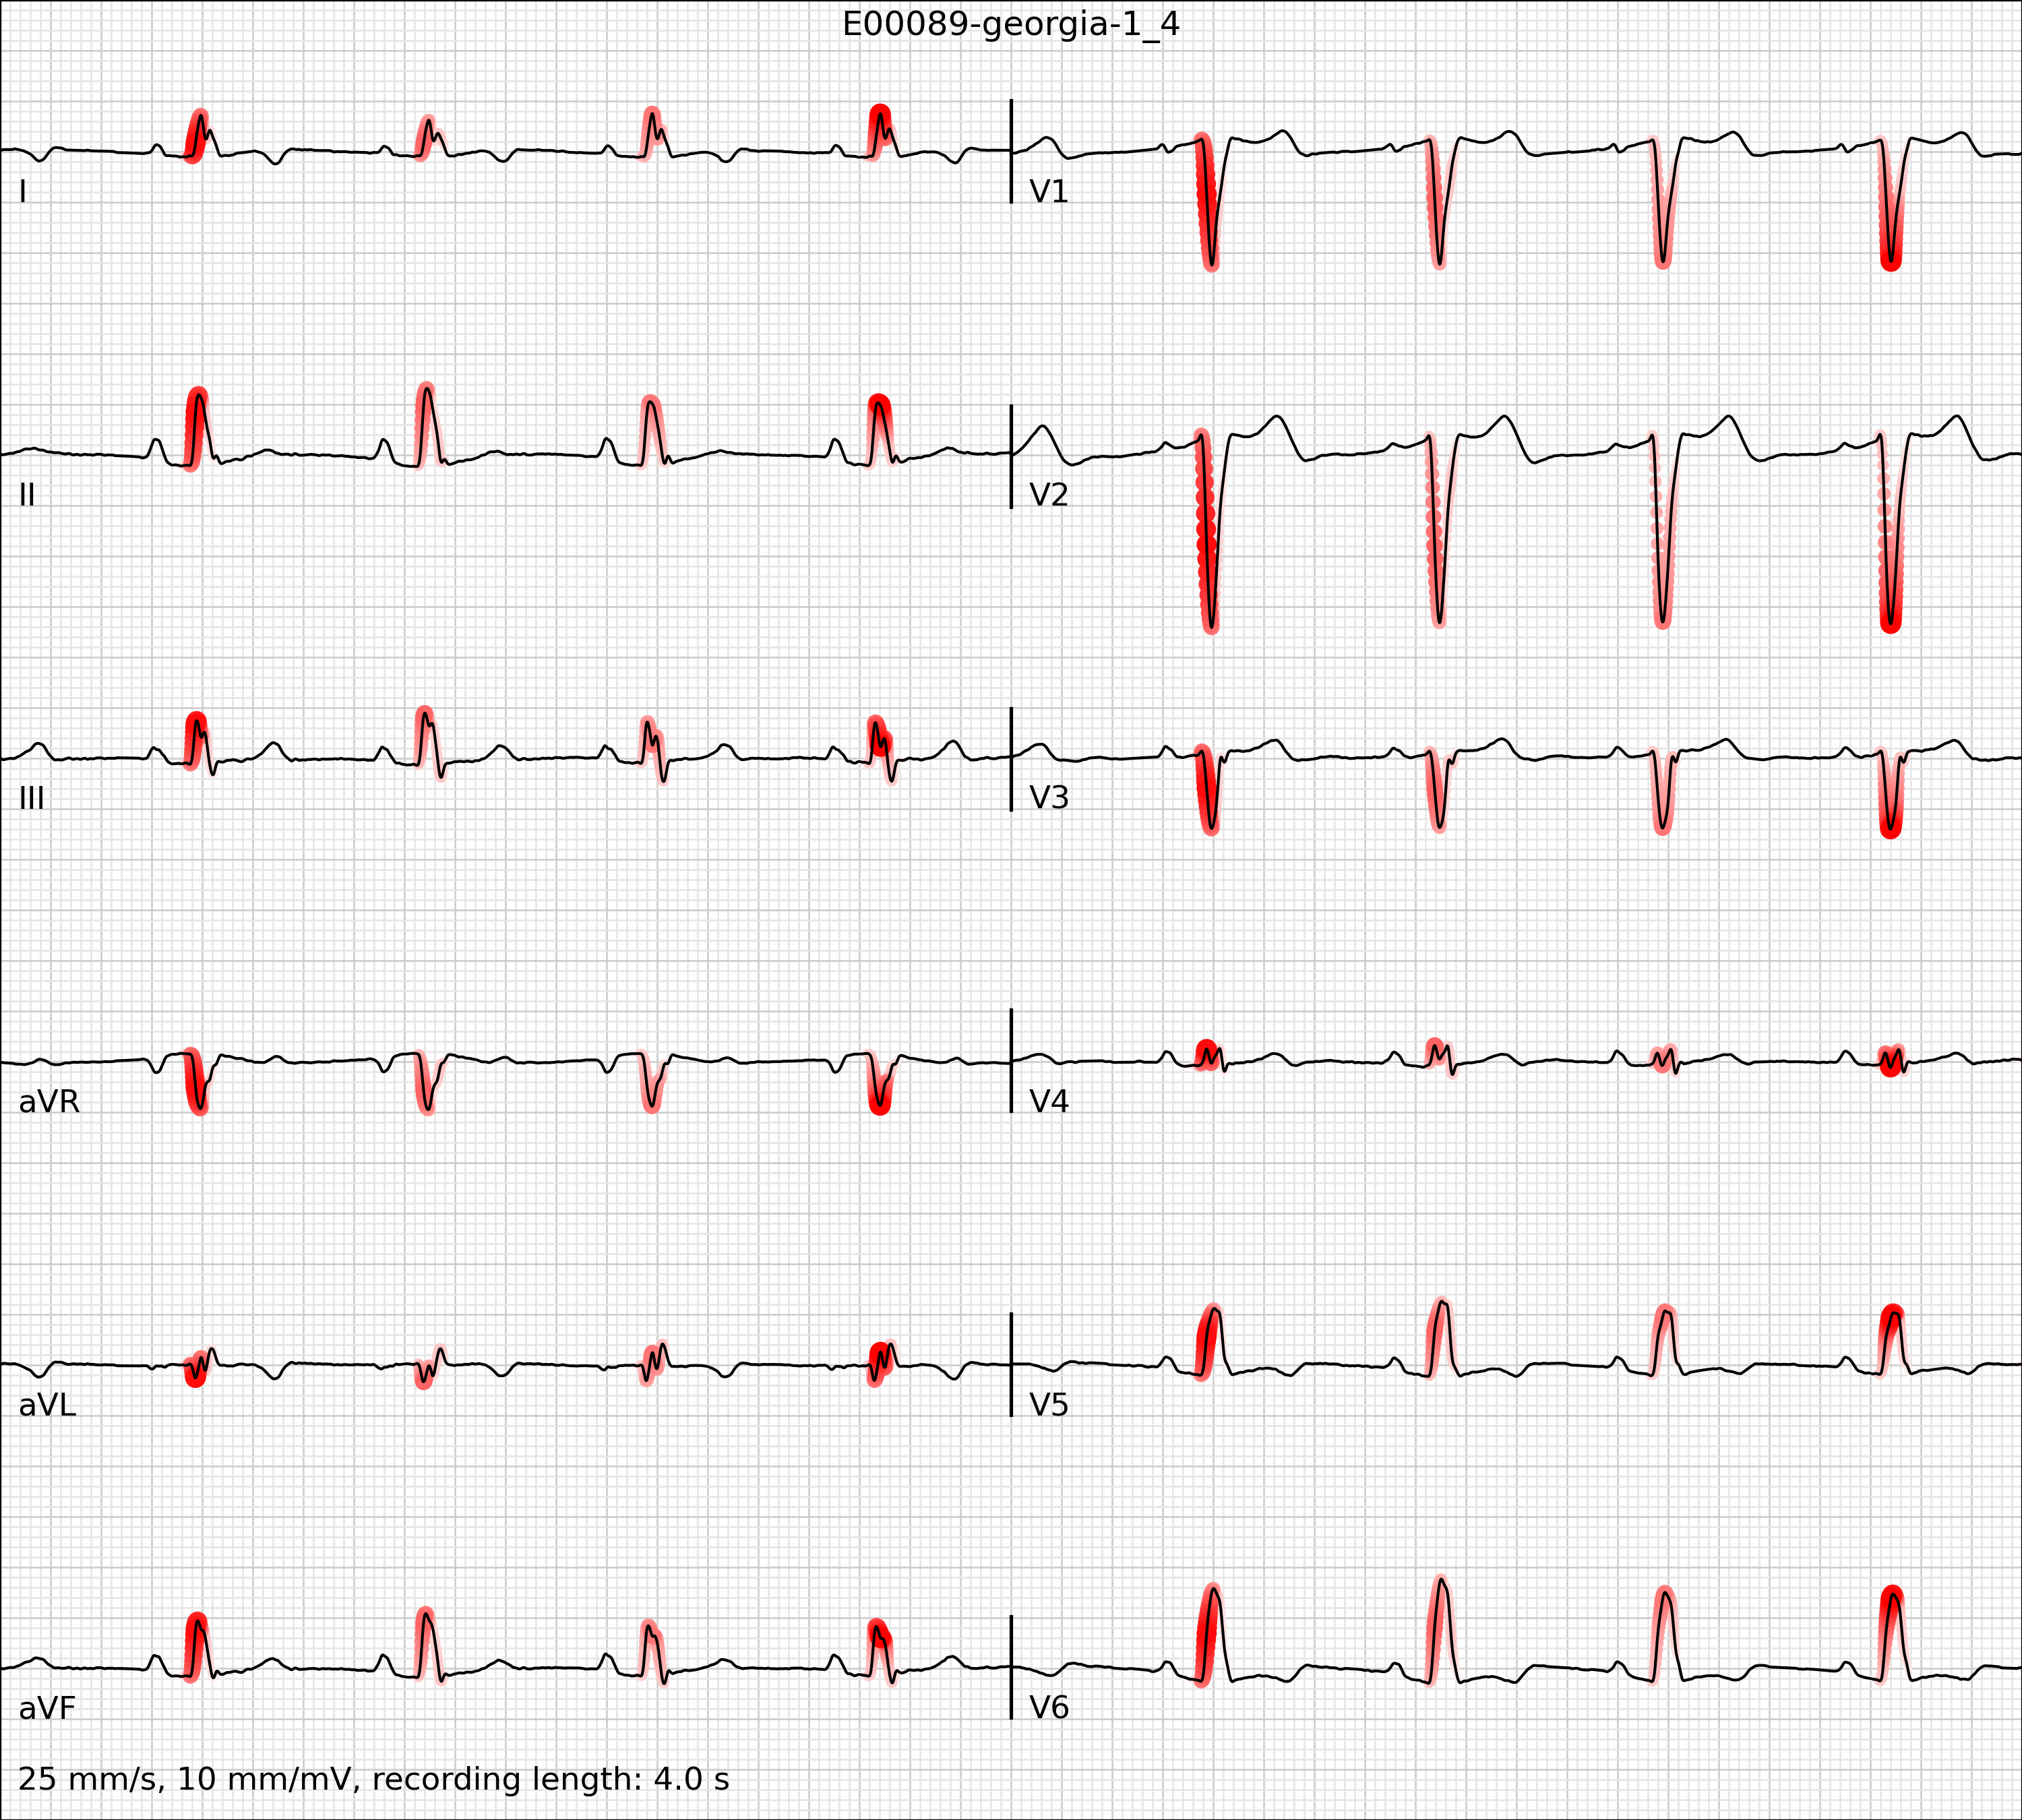 E00089-georgia-1_4
I
V1
II
V2
III
V3
aVR
V4
aVL
V5
aVF
V6
25 mm/s, 10 mm/mV, recording length: 4.0 s